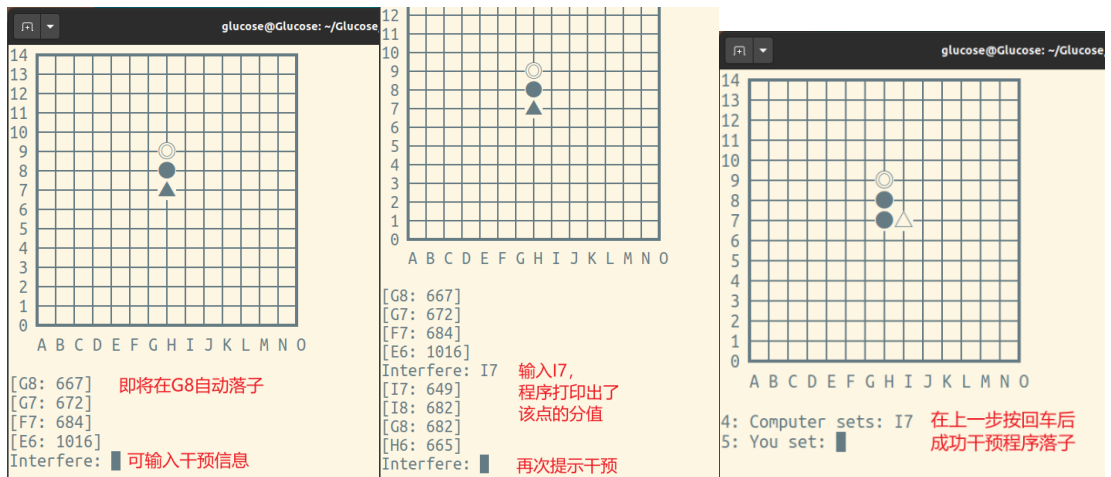 glucose@Glucose: ~/Glucose
14
13
12
11
10
9
8
7
6
5
4
3
2
1
0
A B C D E F G H I J K L M N O
[G8: 667] 即将在G8自动落子
[G7: 672]
[F7: 684]
[E6: 1016]
Interfere: 可输入干预信息
12
11
10
9
8
7
6
5
4
3
2
1
0
A B C D E F G H I J K L M N O
[G8: 667]
[G7: 672]
[F7: 684]
[E6: 1016]
Interfere: I7 输入I7,
[I7: 649] 程序打印出了
[I8: 682] 该点的分值
[G8: 682]
[H6: 665]
Interfere: 再次提示干预
glucose@Glucose: ~/Glucose
14
13
12
11
10
9
8
7
6
5
4
3
2
1
0
A B C D E F G H I J K L M N O
4: Computer sets: I7 在上一步按回车后
5: You set: 成功干预程序落子